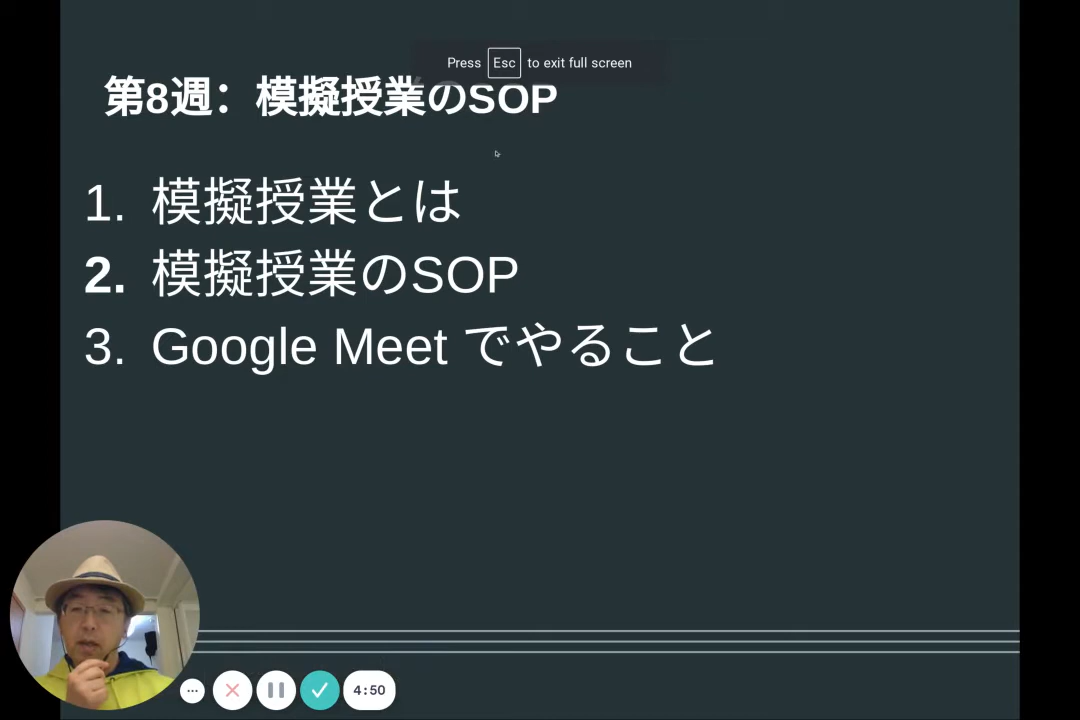 Press Esc to exit full screen
第8週：模擬授業のSOP
1. 模擬授業とは
2. 模擬授業のSOP
3. Google Meet でやること
4:50